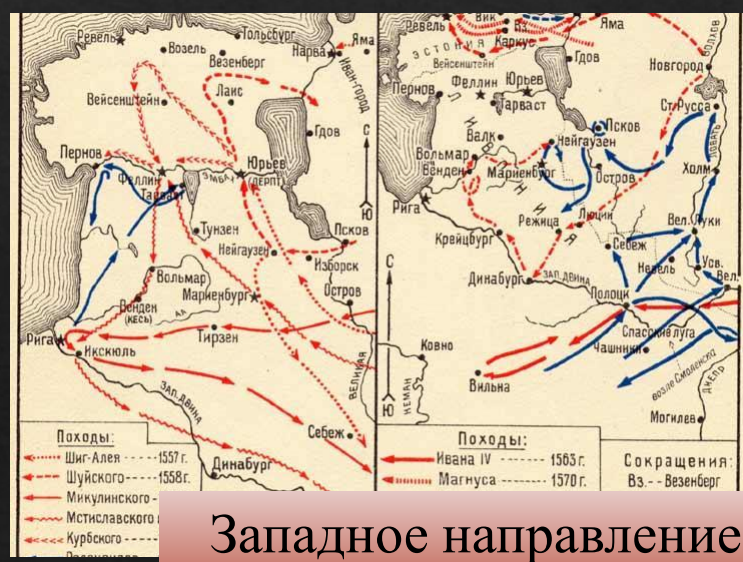 Ревель
Тольсбург
Возель
Везенберг
Нарва
Яма
Иван-город
Вейсенштейн
Лаис
Гдов
С
Ю
Пернов
Феллин
Тарваст
ЭМБАХ
Юрьев
(ДЕРПТ)
Тунзен
Нейгаузен
Псков
Изборск
Остров
Вольмар
Мариенбург
Венден
(КЕСЬ)
АА
Рига
Икскюль
Тирзен
ВЕЛИКАЯ
ЗАП. ДВИНА
Себеж
Динабург
Походы:
Шиг-Алея --- 1557 г.
Шуйского --- 1558 г.
Микулинского -
Мстиславского
Курбского ---
Ревель
Вик
Вз.
Каркус
Яма
ЭСТОНИЯ
Вейсенштейн
Гдов
Новгород
ВОЛХОВ
Пернов
Феллин
Юрьев
Тарваст
Ст. Русса
ЛОВАТЬ
Псков
Валк
Нейгаузен
Вольмар
Венден
Мариенбург
Остров
Холм
ЛИВОНИЯ
Рига
Крейцбург
Режица
Люцин
Себеж
Вел. Луки
Невель
Усв.
Вел.
Динабург
ЗАП. ДВИНА
Полоцк
С
Ю
Спасские луга
Чашники
возле Смоленска
Ковно
НЕМАН
Вильна
ДНЕПР
Могилев
Походы:
Ивана IV ------ 1563 г.
Магнуса ------ 1570 г.
Сокращения:
Вз. -- Везенберг
Западное направление